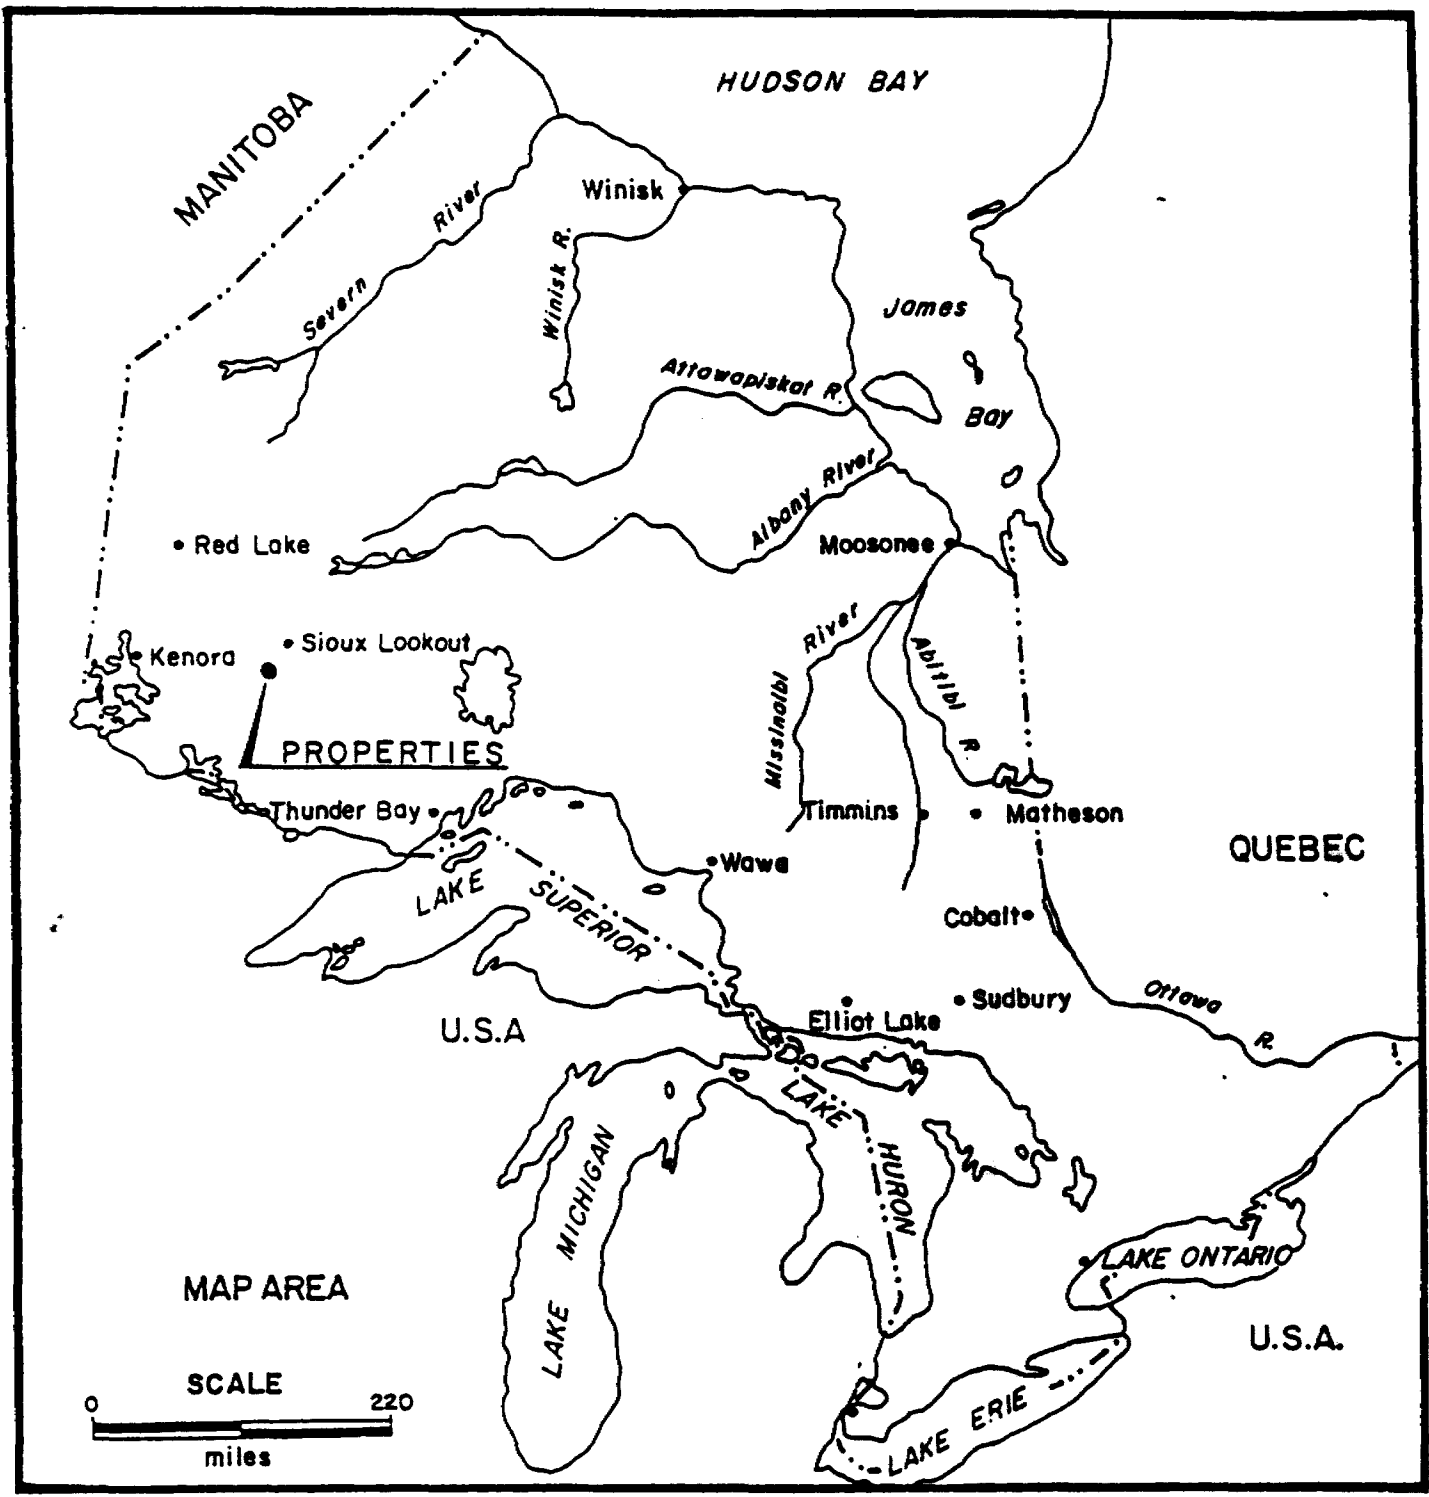 HUDSON BAY
MANITOBA
Winisk
Severn River
Winisk R.
James
Bay
Attawapiskat R.
Albany River
Red Lake
Moosonee
Missinaibi River
Abitibi R.
Kenora
Sioux Lookout
PROPERTIES
Thunder Bay
Timmins
Matheson
QUEBEC
Wawa
LAKE SUPERIOR
Cobalt
Sudbury
Elliot Lake
Ottawa R.
U.S.A
LAKE HURON
LAKE MICHIGAN
LAKE ONTARIO
U.S.A.
LAKE ERIE
MAP AREA
SCALE
0 220
miles